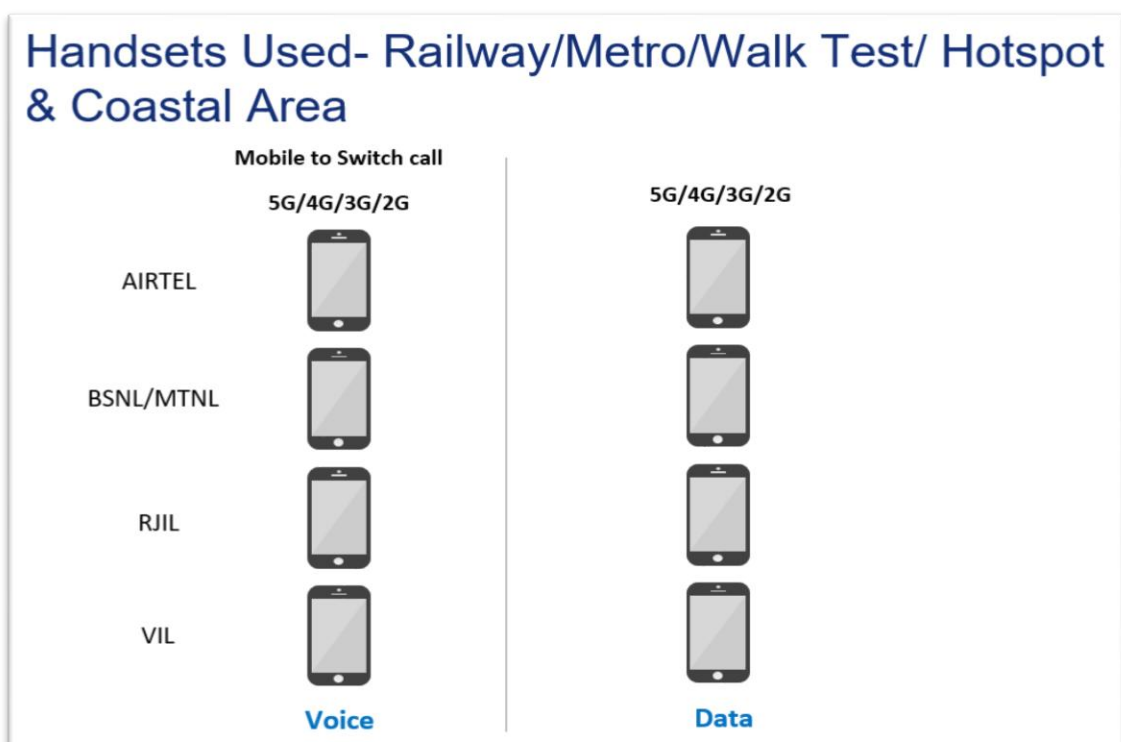 Handsets Used- Railway/Metro/Walk Test/ Hotspot
& Coastal Area
Mobile to Switch call
5G/4G/3G/2G
5G/4G/3G/2G
AIRTEL
BSNL/MTNL
RJIL
VIL
Voice
Data